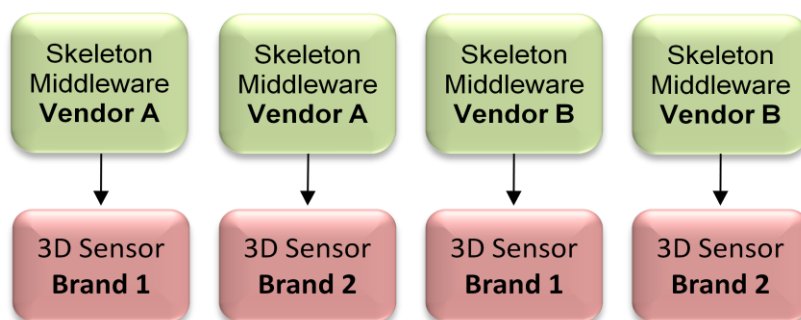 Skeleton
Middleware
Vendor A
Skeleton
Middleware
Vendor A
Skeleton
Middleware
Vendor B
Skeleton
Middleware
Vendor B
3D Sensor
Brand 1
3D Sensor
Brand 2
3D Sensor
Brand 1
3D Sensor
Brand 2